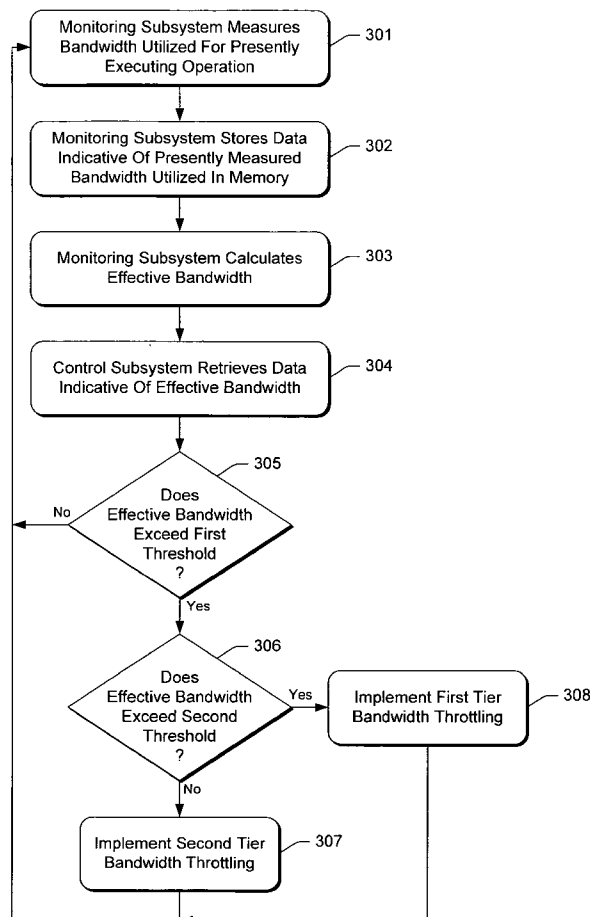 Monitoring Subsystem Measures
Bandwidth Utilized For Presently
Executing Operation
301
Monitoring Subsystem Stores Data
Indicative Of Presently Measured
Bandwidth Utilized In Memory
302
Monitoring Subsystem Calculates
Effective Bandwidth
303
Control Subsystem Retrieves Data
Indicative Of Effective Bandwidth
304
305
Does
Effective Bandwidth
Exceed First
Threshold
?
No
Yes
306
Does
Effective Bandwidth
Exceed Second
Threshold
?
Yes
No
Implement First Tier
Bandwidth Throttling
308
Implement Second Tier
Bandwidth Throttling
307